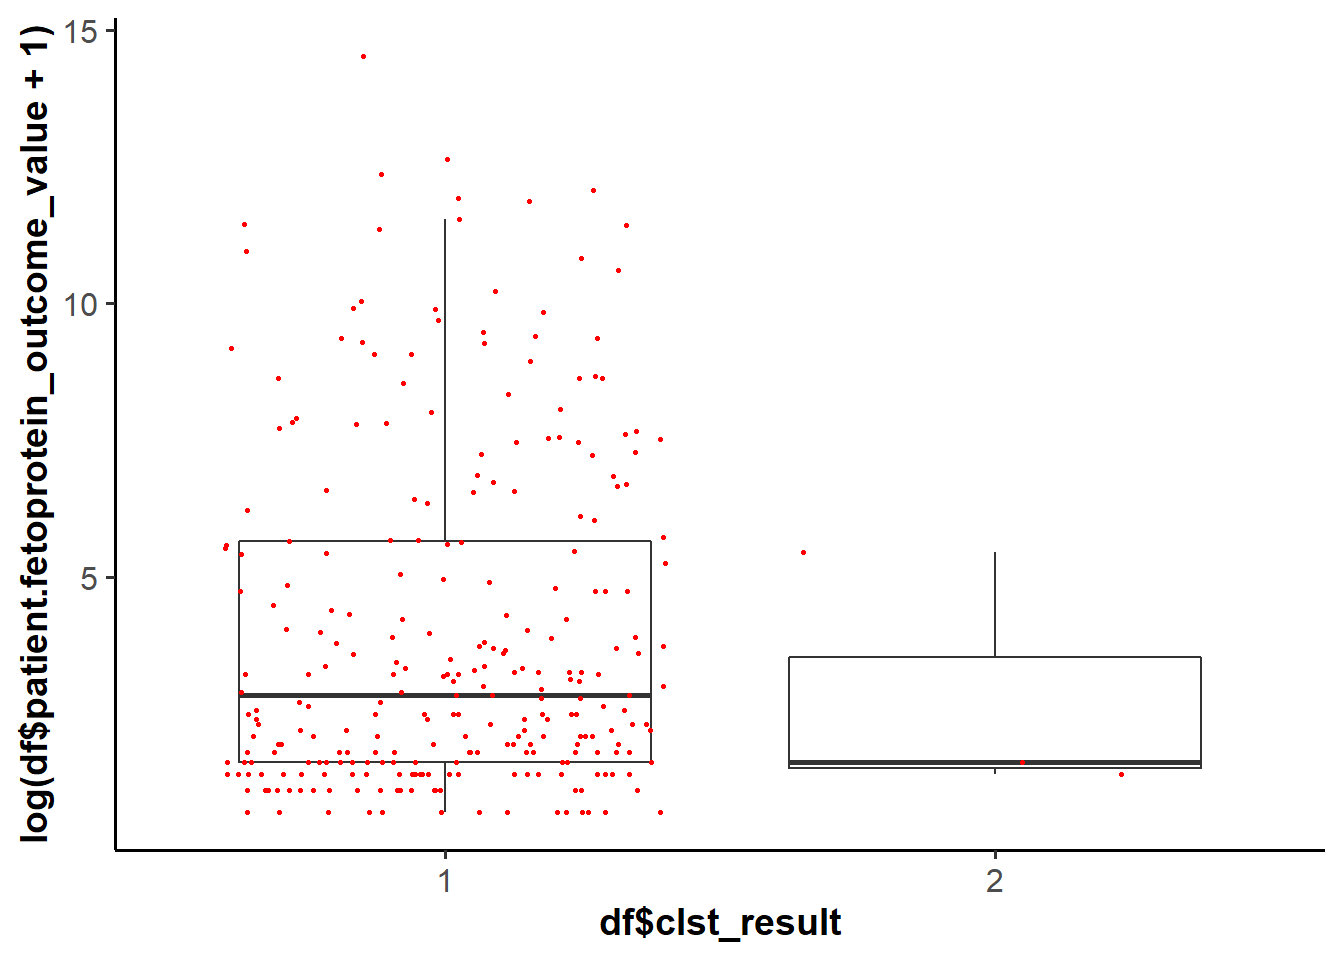 log(df$patient.fetoprotein_outcome_value + 1)
15
10
5
1
2
df$clst_result